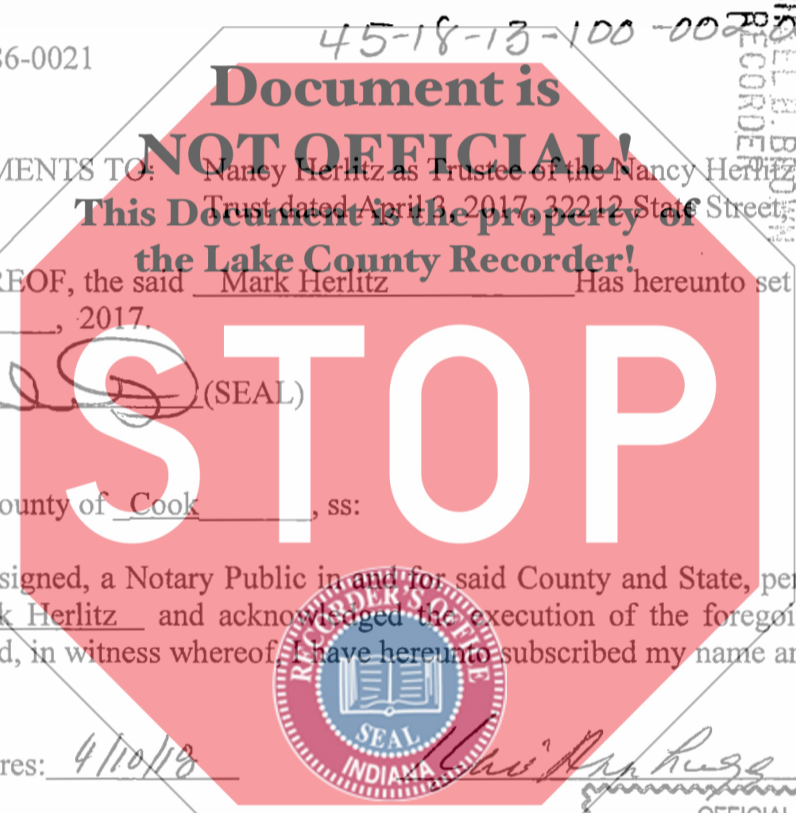 45-18-13-100-002
36-0021
RECORDER
Document is
NOT OFFICIAL!
MENTS TO: Nancy Herlitz as Trustee of the Nancy Herlitz
This Document is the property of
Trust dated April 3, 2017, 32212 State Street,
the Lake County Recorder!
REOF, the said Mark Herlitz Has hereunto set
, 2017.
STOP
(SEAL)
ounty of Cook, ss:
signed, a Notary Public in and for said County and State, per
k Herlitz and acknowledged the execution of the foregoi
d, in witness whereof, I have hereunto subscribed my name an
RECORDER'S OFFICE
SEAL
INDIANA
res: 4/10/18
OFFICIAL